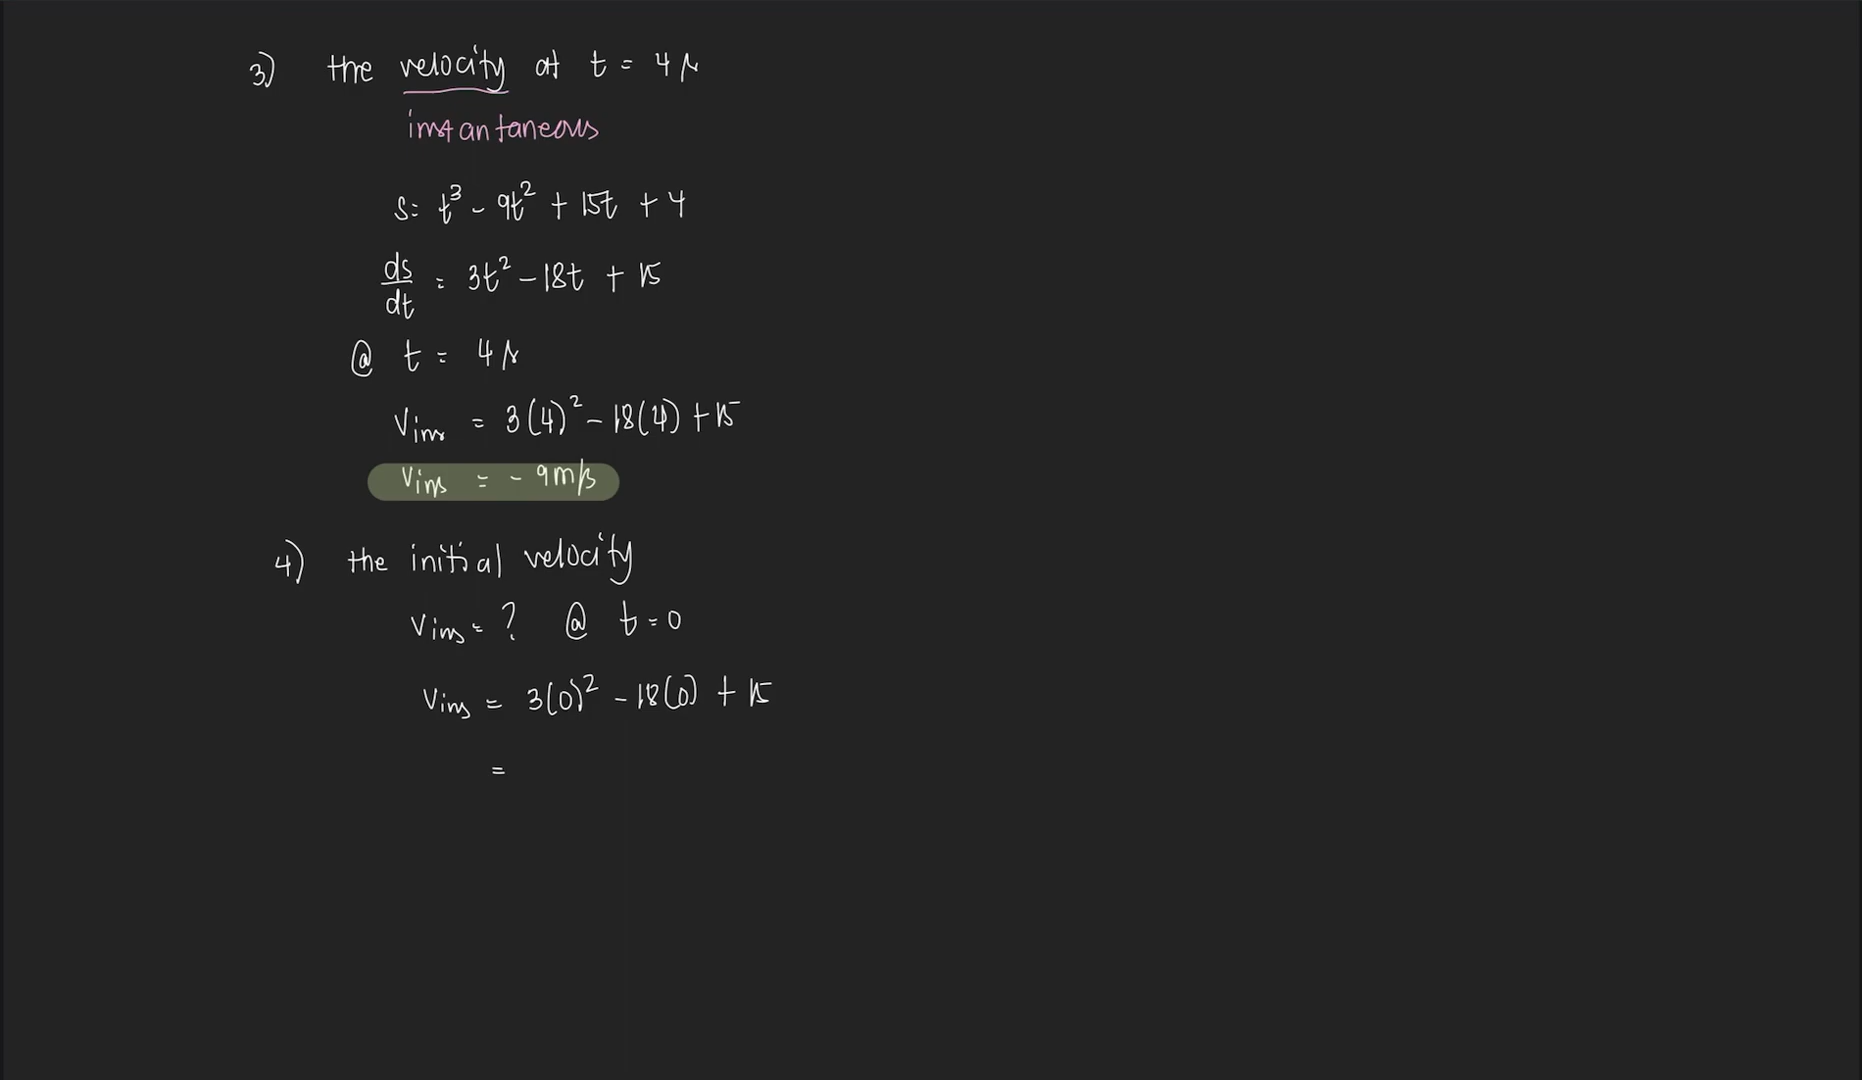 3) the velocity at t = 4 s
instantaneous
s = t³ - 9t² + 15t + 4
ds/dt = 3t² - 18t + 15
@ t = 4 s
Vins = 3(4)² - 18(4) + 15
Vins = - 9 m/s
4) the initial velocity
Vins = ? @ t = 0
Vins = 3(0)² - 18(0) + 15
=